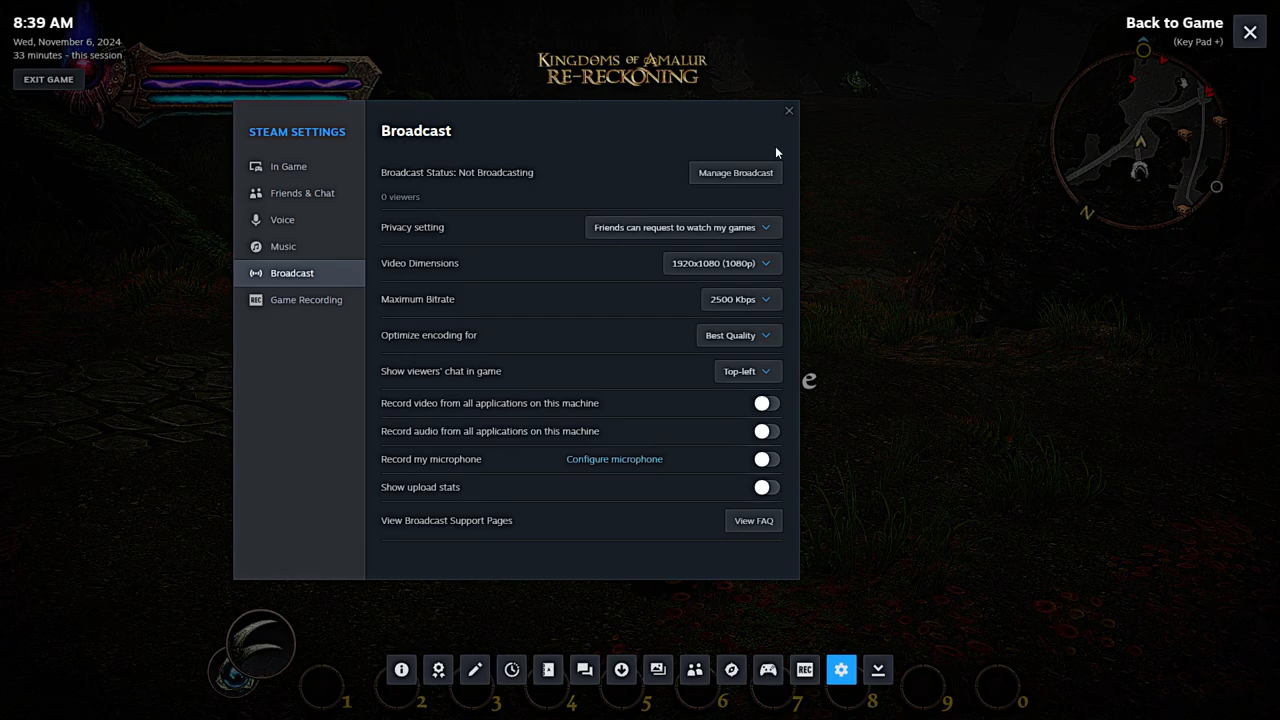 8:39 AM
Wed, November 6, 2024
33 minutes - this session
EXIT GAME
KINGDOMS OF AMALUR
RE-RECKONING
Back to Game
(Key Pad +)
STEAM SETTINGS
In Game
Friends & Chat
Voice
Music
Broadcast
REC Game Recording
Broadcast
Broadcast Status: Not Broadcasting
Manage Broadcast
0 viewers
Privacy setting
Friends can request to watch my games
Video Dimensions
1920x1080 (1080p)
Maximum Bitrate
2500 Kbps
Optimize encoding for
Best Quality
Show viewers' chat in game
Top-left
Record video from all applications on this machine
Record audio from all applications on this machine
Record my microphone
Configure microphone
Show upload stats
View Broadcast Support Pages
View FAQ
e
N
REC
1 2 3 4 5 6 7 8 9 0